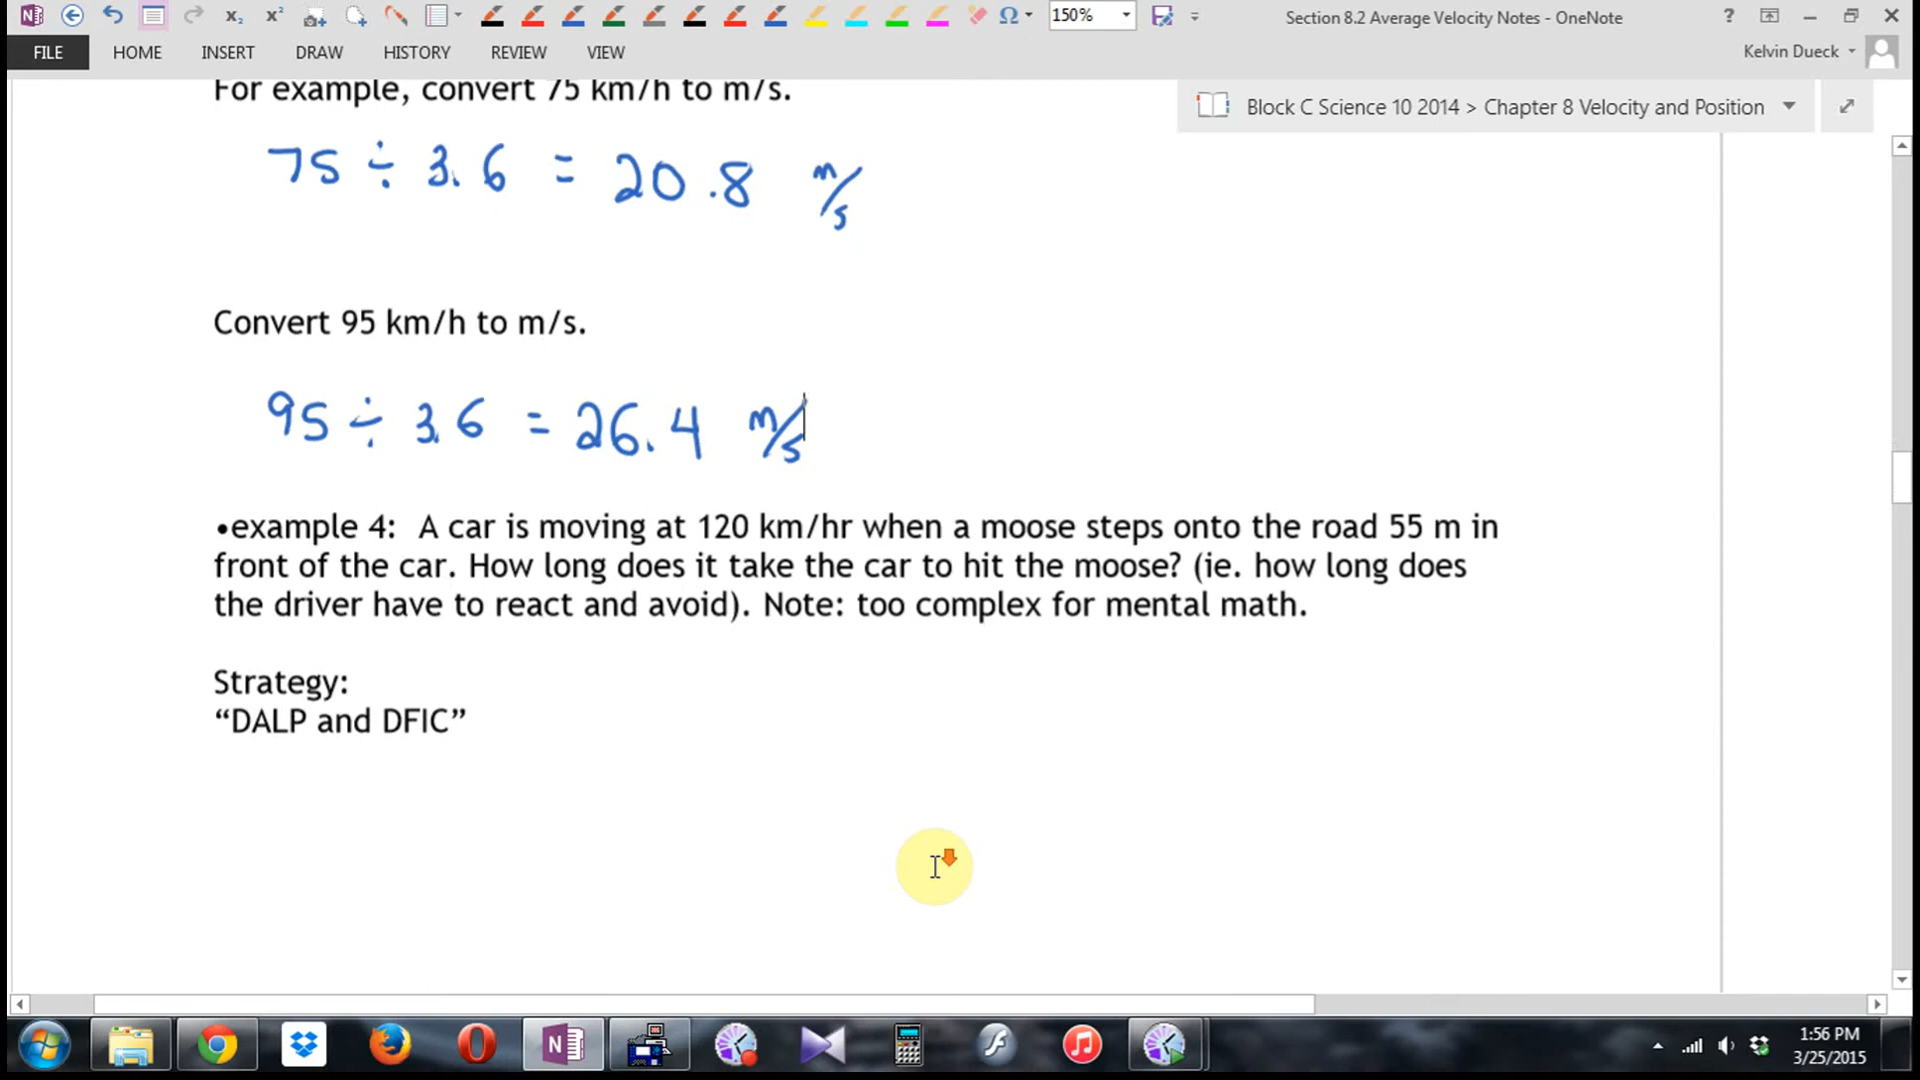 150%
Section 8.2 Average Velocity Notes - OneNote
FILE HOME INSERT DRAW HISTORY REVIEW VIEW
Kelvin Dueck
For example, convert 75 km/h to m/s.
Block C Science 10 2014 > Chapter 8 Velocity and Position
75 ÷ 3.6 = 20.8 m/s
Convert 95 km/h to m/s.
95 ÷ 3.6 = 26.4 m/s
•example 4: A car is moving at 120 km/hr when a moose steps onto the road 55 m in
front of the car. How long does it take the car to hit the moose? (ie. how long does
the driver have to react and avoid). Note: too complex for mental math.
Strategy:
“DALP and DFIC”
1:56 PM
3/25/2015